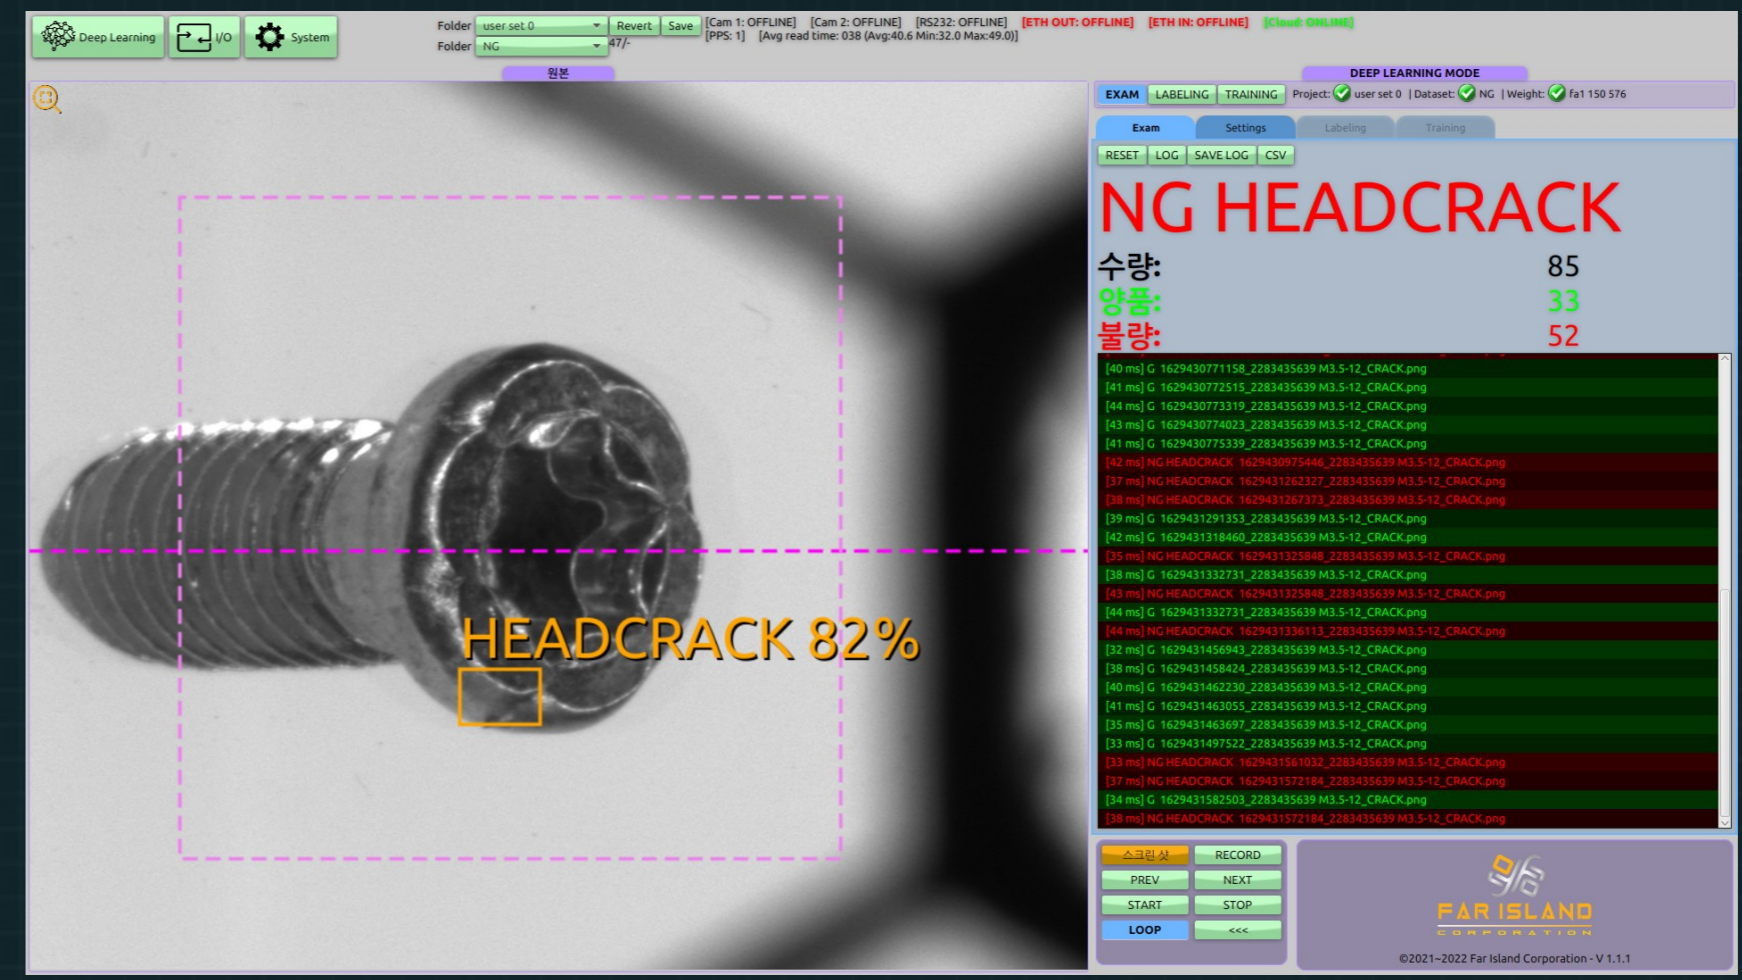 Deep Learning
I/O
System
Folder user set 0 Revert Save
Folder NG 47/-
[Cam 1: OFFLINE] [Cam 2: OFFLINE] [RS232: OFFLINE] [ETH OUT: OFFLINE] [ETH IN: OFFLINE] [Cloud: ONLINE]
[PPS: 1] [Avg read time: 038 (Avg:40.6 Min:32.0 Max:49.0)]
원본
HEADCRACK 82%
DEEP LEARNING MODE
EXAM LABELING TRAINING Project: user set 0 | Dataset: NG | Weight: fa1 150 576
Exam Settings Labeling Training
RESET LOG SAVE LOG CSV
NG HEADCRACK
수량: 85
양품: 33
불량: 52
[40 ms] G 1629430771158_2283435639 M3.5-12_CRACK.png
[41 ms] G 1629430772515_2283435639 M3.5-12_CRACK.png
[44 ms] G 1629430773319_2283435639 M3.5-12_CRACK.png
[43 ms] G 1629430774023_2283435639 M3.5-12_CRACK.png
[41 ms] G 1629430775339_2283435639 M3.5-12_CRACK.png
[42 ms] NG HEADCRACK 1629430975446_2283435639 M3.5-12_CRACK.png
[37 ms] NG HEADCRACK 1629431262327_2283435639 M3.5-12_CRACK.png
[38 ms] NG HEADCRACK 1629431267373_2283435639 M3.5-12_CRACK.png
[39 ms] G 1629431291353_2283435639 M3.5-12_CRACK.png
[42 ms] G 1629431318460_2283435639 M3.5-12_CRACK.png
[35 ms] NG HEADCRACK 1629431325848_2283435639 M3.5-12_CRACK.png
[38 ms] G 1629431332731_2283435639 M3.5-12_CRACK.png
[43 ms] NG HEADCRACK 1629431325848_2283435639 M3.5-12_CRACK.png
[44 ms] G 1629431332731_2283435639 M3.5-12_CRACK.png
[44 ms] NG HEADCRACK 1629431336113_2283435639 M3.5-12_CRACK.png
[32 ms] G 1629431456943_2283435639 M3.5-12_CRACK.png
[38 ms] G 1629431458424_2283435639 M3.5-12_CRACK.png
[40 ms] G 1629431462230_2283435639 M3.5-12_CRACK.png
[41 ms] G 1629431463055_2283435639 M3.5-12_CRACK.png
[35 ms] G 1629431463697_2283435639 M3.5-12_CRACK.png
[33 ms] G 1629431497522_2283435639 M3.5-12_CRACK.png
[33 ms] NG HEADCRACK 1629431561032_2283435639 M3.5-12_CRACK.png
[37 ms] NG HEADCRACK 1629431572184_2283435639 M3.5-12_CRACK.png
[34 ms] G 1629431582503_2283435639 M3.5-12_CRACK.png
[38 ms] NG HEADCRACK 1629431572184_2283435639 M3.5-12_CRACK.png
스크린 샷 RECORD
PREV NEXT
START STOP
LOOP <<<
FAR ISLAND
CORPORATION
©2021~2022 Far Island Corporation - V 1.1.1